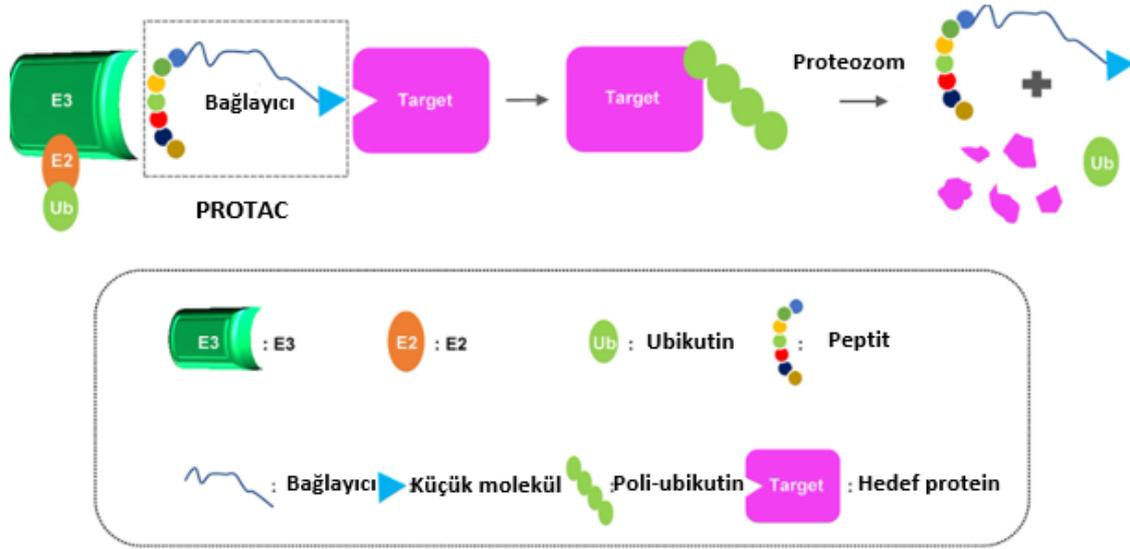 E3
E2
Ub
Bağlayıcı
PROTAC
Target
Target
Proteozom
Ub
E3 : E3
E2 : E2
Ub : Ubikutin
: Peptit
: Bağlayıcı
:Küçük molekül
:Poli-ubikutin
Target : Hedef protein